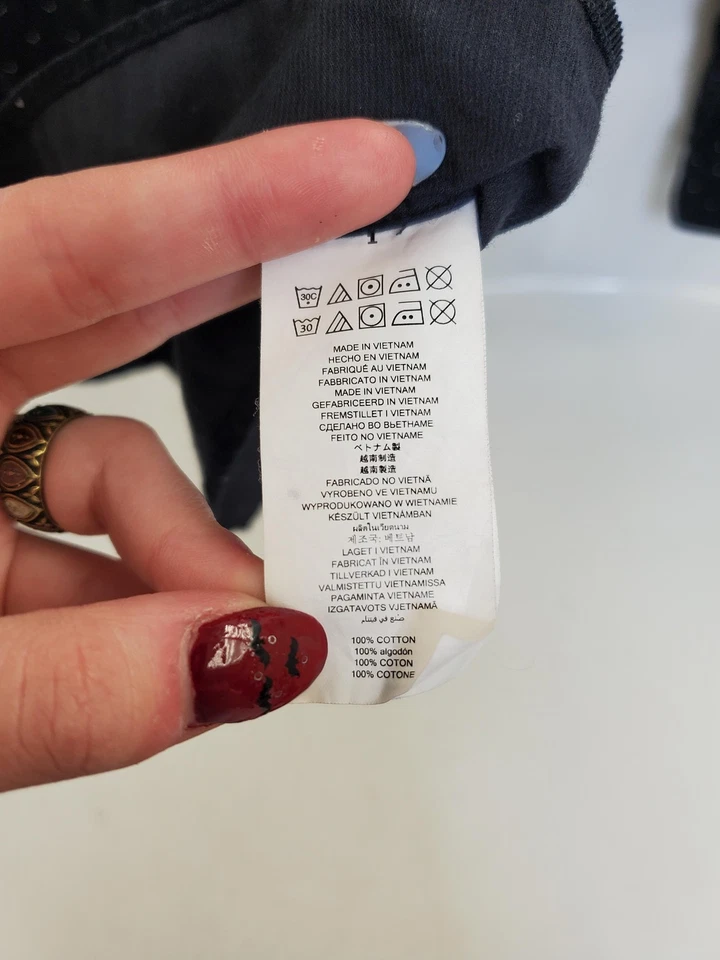 30C
30
MADE IN VIETNAM
HECHO EN VIETNAM
FABRIQUÉ AU VIETNAM
FABBRICATO IN VIETNAM
MADE IN VIETNAM
GEFABRICEERD IN VIETNAM
FREMSTILLET I VIETNAM
СДЕЛАНО ВО ВЬЕТНАМЕ
FEITO NO VIETNAME
ベトナム製
越南制造
越南製造
FABRICADO NO VIETNÃ
VYROBENO VE VIETNAMU
WYPRODUKOWANO W WIETNAMIE
KÉSZÜLT VIETNÁMBAN
ผลิตในเวียดนาม
제조국: 베트남
LAGET I VIETNAM
FABRICAT ÎN VIETNAM
TILLVERKAD I VIETNAM
VALMISTETTU VIETNAMISSA
PAGAMINTA VIETNAME
IZGATAVOTS VJETNAMĀ
صنع في فيتنام
100% COTTON
100% algodón
100% COTON
100% COTONE